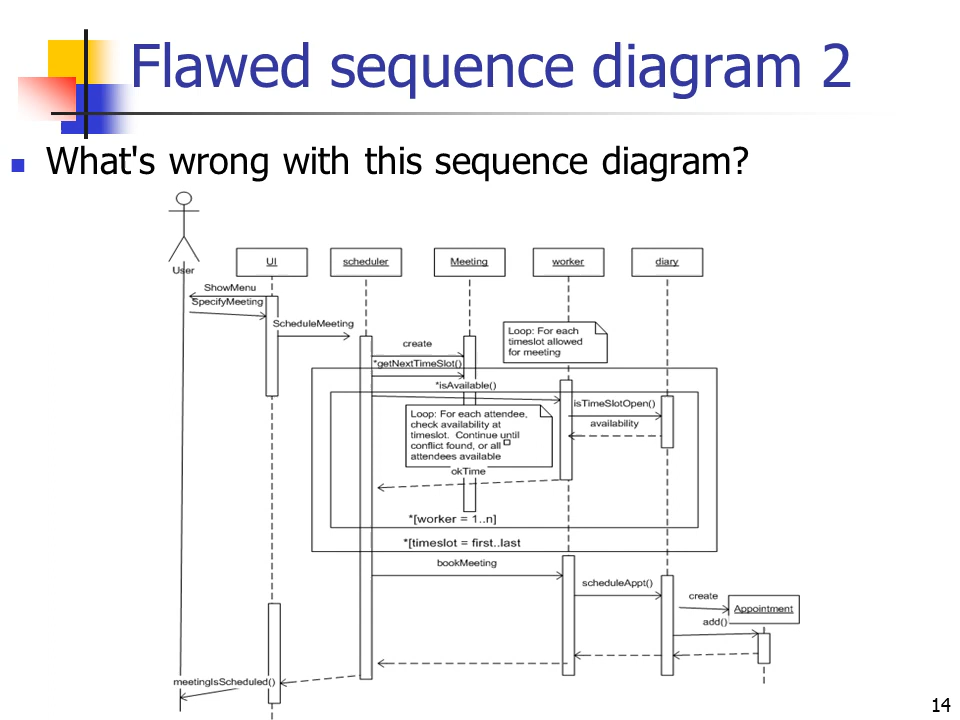 Flawed sequence diagram 2
What's wrong with this sequence diagram?
User
UI
scheduler
Meeting
worker
diary
ShowMenu
SpecifyMeeting
ScheduleMeeting
Loop: For each
timeslot allowed
for meeting
create
*getNextTimeSlot()
*isAvailable()
isTimeSlotOpen()
availability
Loop: For each attendee,
check availability at
timeslot. Continue until
conflict found, or all
attendees available
okTime
*[worker = 1..n]
*[timeslot = first..last
bookMeeting
scheduleAppt()
create
Appointment
add()
meetingIsScheduled()
14